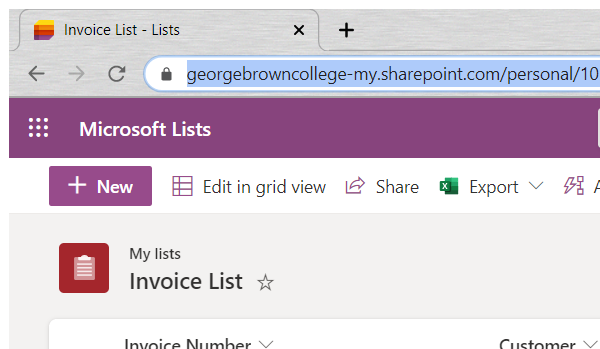 Invoice List - Lists
georgebrowncollege-my.sharepoint.com/personal/10
Microsoft Lists
New Edit in grid view Share Export A
My lists
Invoice List
Invoice Number Customer